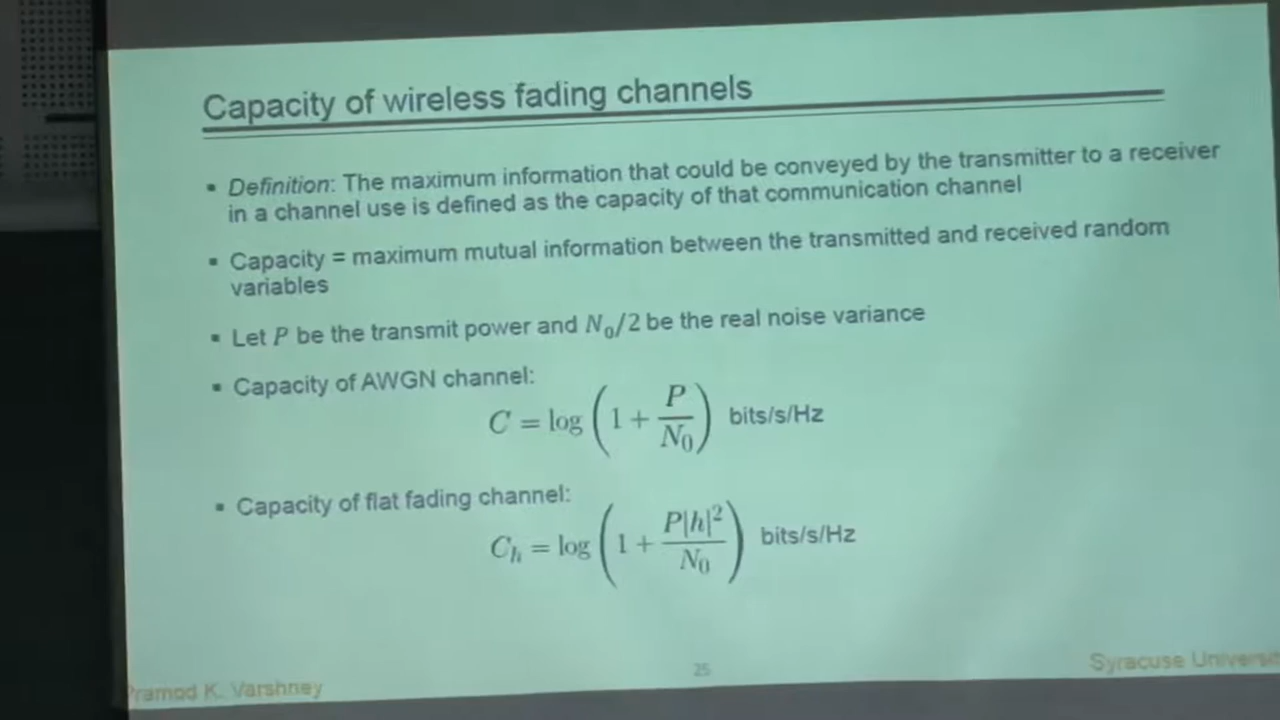 Capacity of wireless fading channels
▪ Definition: The maximum information that could be conveyed by the transmitter to a receiver
in a channel use is defined as the capacity of that communication channel
▪ Capacity = maximum mutual information between the transmitted and received random
variables
▪ Let P be the transmit power and N₀/2 be the real noise variance
▪ Capacity of AWGN channel:
C = log (1 + P/N₀) bits/s/Hz
▪ Capacity of flat fading channel:
Cₕ = log (1 + P|h|²/N₀) bits/s/Hz
Pramod K. Varshney
25
Syracuse Universit